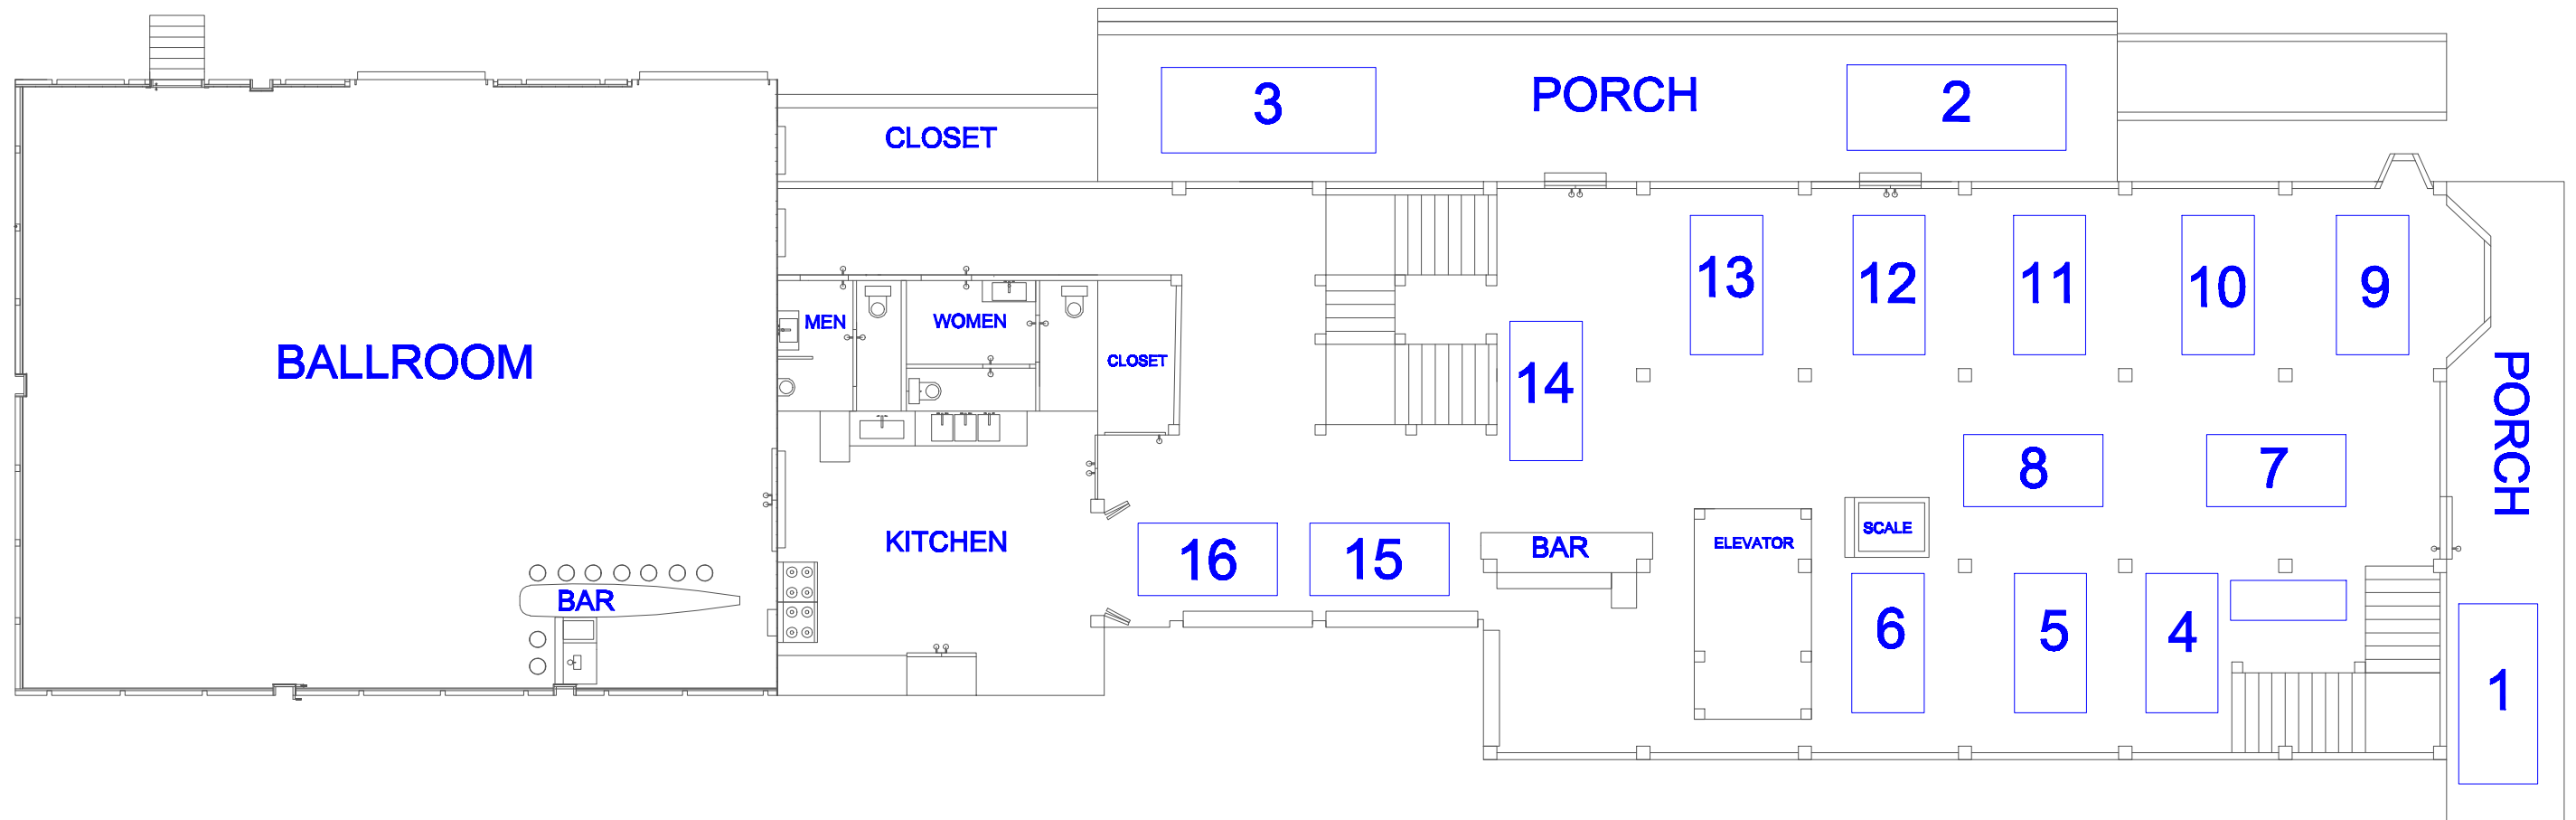 3
PORCH
2
CLOSET
13
12
11
10
9
MEN
WOMEN
BALLROOM
CLOSET
14
PORCH
8
7
KITCHEN
16
15
BAR
ELEVATOR
SCALE
BAR
6
5
4
1